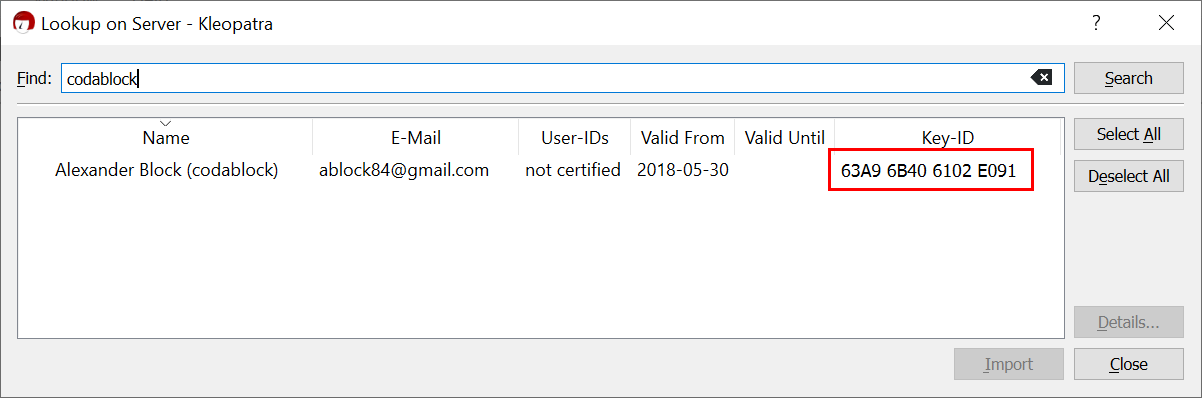 Lookup on Server - Kleopatra
?
Find: codablock Search
Name E-Mail User-IDs Valid From Valid Until Key-ID Select All
Alexander Block (codablock) ablock84@gmail.com not certified 2018-05-30 63A9 6B40 6102 E091
Deselect All
Details...
Import Close